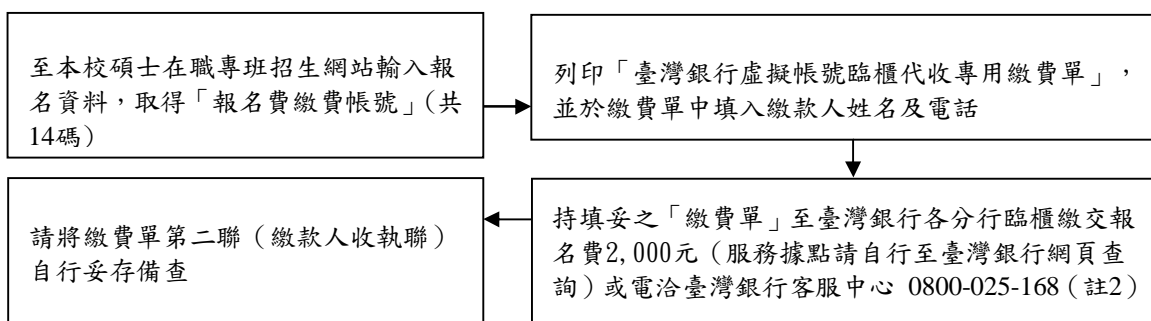 至本校碩士在職專班招生網站輸入報
名資料，取得「報名費繳費帳號」（共
14碼）
列印「臺灣銀行虛擬帳號臨櫃代收專用繳費單」，
並於繳費單中填入繳款人姓名及電話
持填妥之「繳費單」至臺灣銀行各分行臨櫃繳交報
名費2,000元（服務據點請自行至臺灣銀行網頁查
詢）或電洽臺灣銀行客服中心 0800-025-168（註2）
請將繳費單第二聯（繳款人收執聯）
自行妥存備查